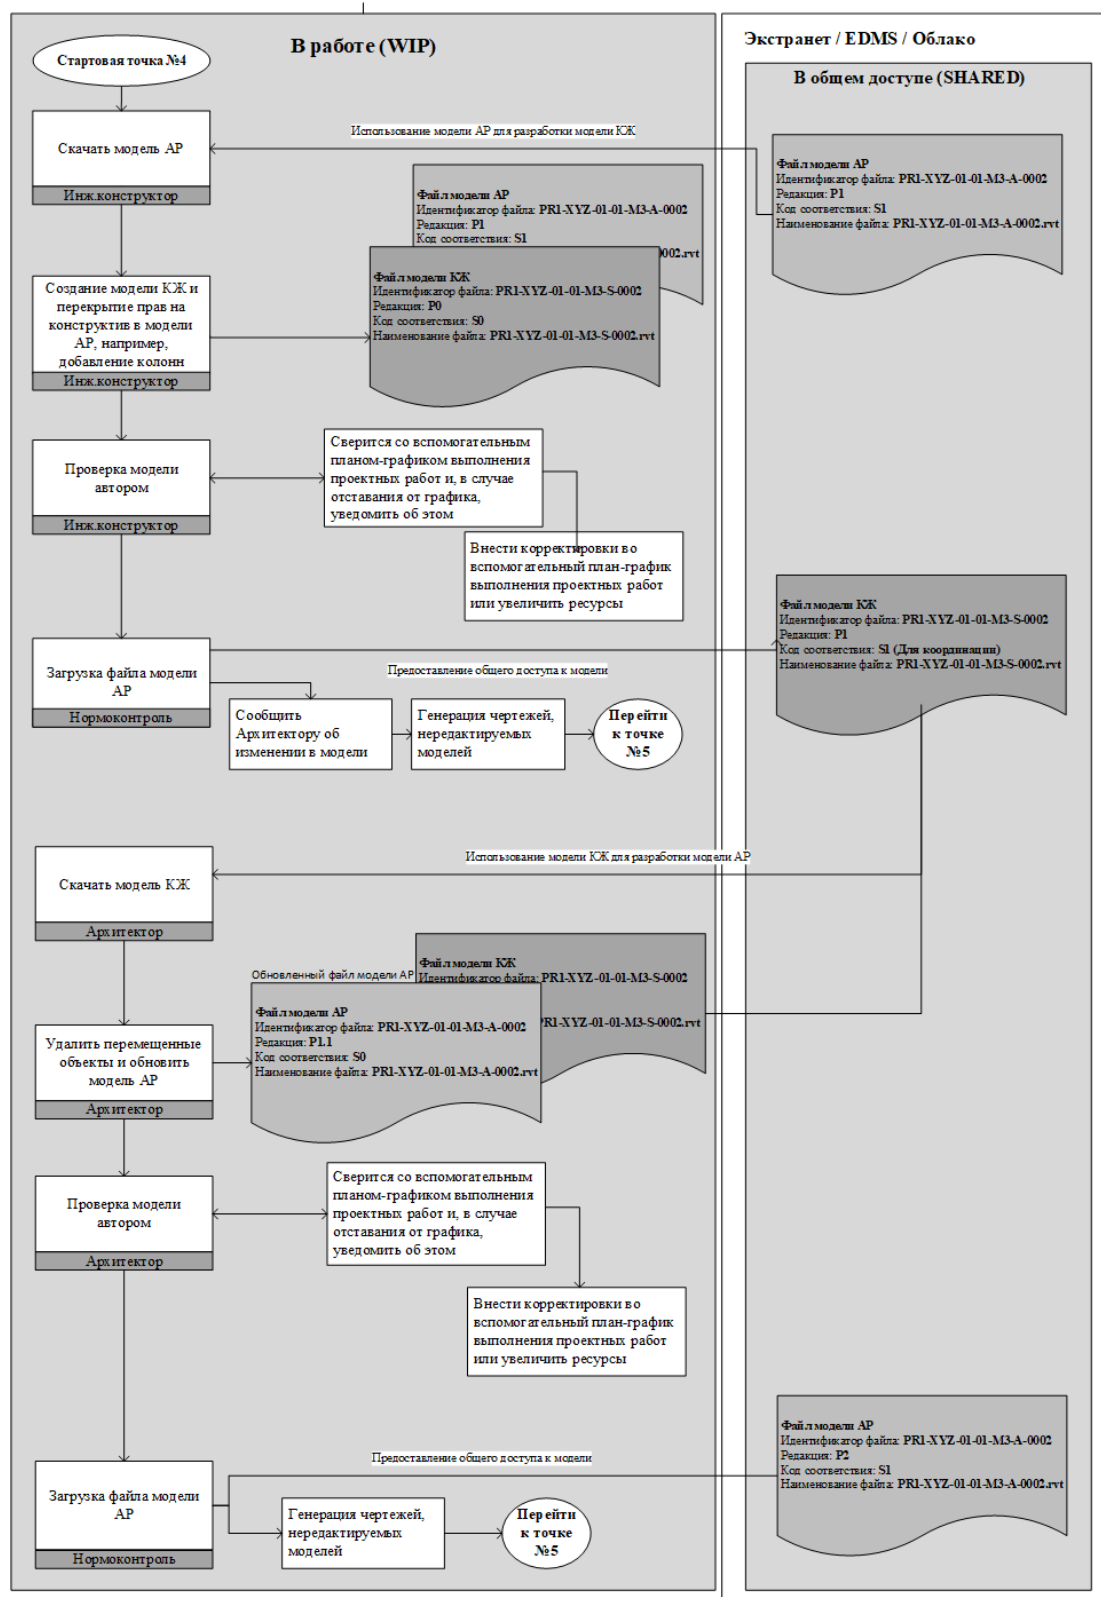 В работе (WIP)
Экстранет / EDMS / Облако
В общем доступе (SHARED)
Стартовая точка №4
Скачать модель АР
Инж.конструктор
Использование модели АР для разработки модели КЖ
Файл модели АР
Идентификатор файла: PR1-XYZ-01-01-M3-A-0002
Редакция: P1
Код соответствия: S1
Наименование файла: PR1-XYZ-01-01-M3-A-0002.rvt
Файл модели АР
Идентификатор файла: PR1-XYZ-01-01-M3-A-0002
Редакция: P1
Код соответствия: S1
0002.rvt
Файл модели КЖ
Идентификатор файла: PR1-XYZ-01-01-M3-S-0002
Редакция: P0
Код соответствия: S0
Наименование файла: PR1-XYZ-01-01-M3-S-0002.rvt
Создание модели КЖ и
перекрытие прав на
конструктив в модели
АР, например,
добавление колонн
Инж.конструктор
Проверка модели
автором
Инж.конструктор
Сверится со вспомогательным
планом-графиком выполнения
проектных работ и, в случае
отставания от графика,
уведомить об этом
Внести корректировки во
вспомогательный план-график
выполнения проектных работ
или увеличить ресурсы
Файл модели КЖ
Идентификатор файла: PR1-XYZ-01-01-M3-S-0002
Редакция: P1
Код соответствия: S1 (Для координации)
Наименование файла: PR1-XYZ-01-01-M3-S-0002.rvt
Загрузка файла модели
АР
Нормоконтроль
Предоставление общего доступа к модели
Сообщить
Архитектору об
изменении в модели
Генерация чертежей,
нередактируемых
моделей
Перейти
к точке
№5
Использование модели КЖ для разработки модели АР
Скачать модель КЖ
Архитектор
Файл модели КЖ
Идентификатор файла: PR1-XYZ-01-01-M3-S-0002
PR1-XYZ-01-01-M3-S-0002.rvt
Обновленный файл модели АР
Файл модели АР
Идентификатор файла: PR1-XYZ-01-01-M3-A-0002
Редакция: P1.1
Код соответствия: S0
Наименование файла: PR1-XYZ-01-01-M3-A-0002.rvt
Удалить перемещенные
объекты и обновить
модель АР
Архитектор
Проверка модели
автором
Архитектор
Сверится со вспомогательным
планом-графиком выполнения
проектных работ и, в случае
отставания от графика,
уведомить об этом
Внести корректировки во
вспомогательный план-график
выполнения проектных работ
или увеличить ресурсы
Файл модели АР
Идентификатор файла: PR1-XYZ-01-01-M3-A-0002
Редакция: P2
Код соответствия: S1
Наименование файла: PR1-XYZ-01-01-M3-A-0002.rvt
Предоставление общего доступа к модели
Загрузка файла модели
АР
Нормоконтроль
Генерация чертежей,
нередактируемых
моделей
Перейти
к точке
№5